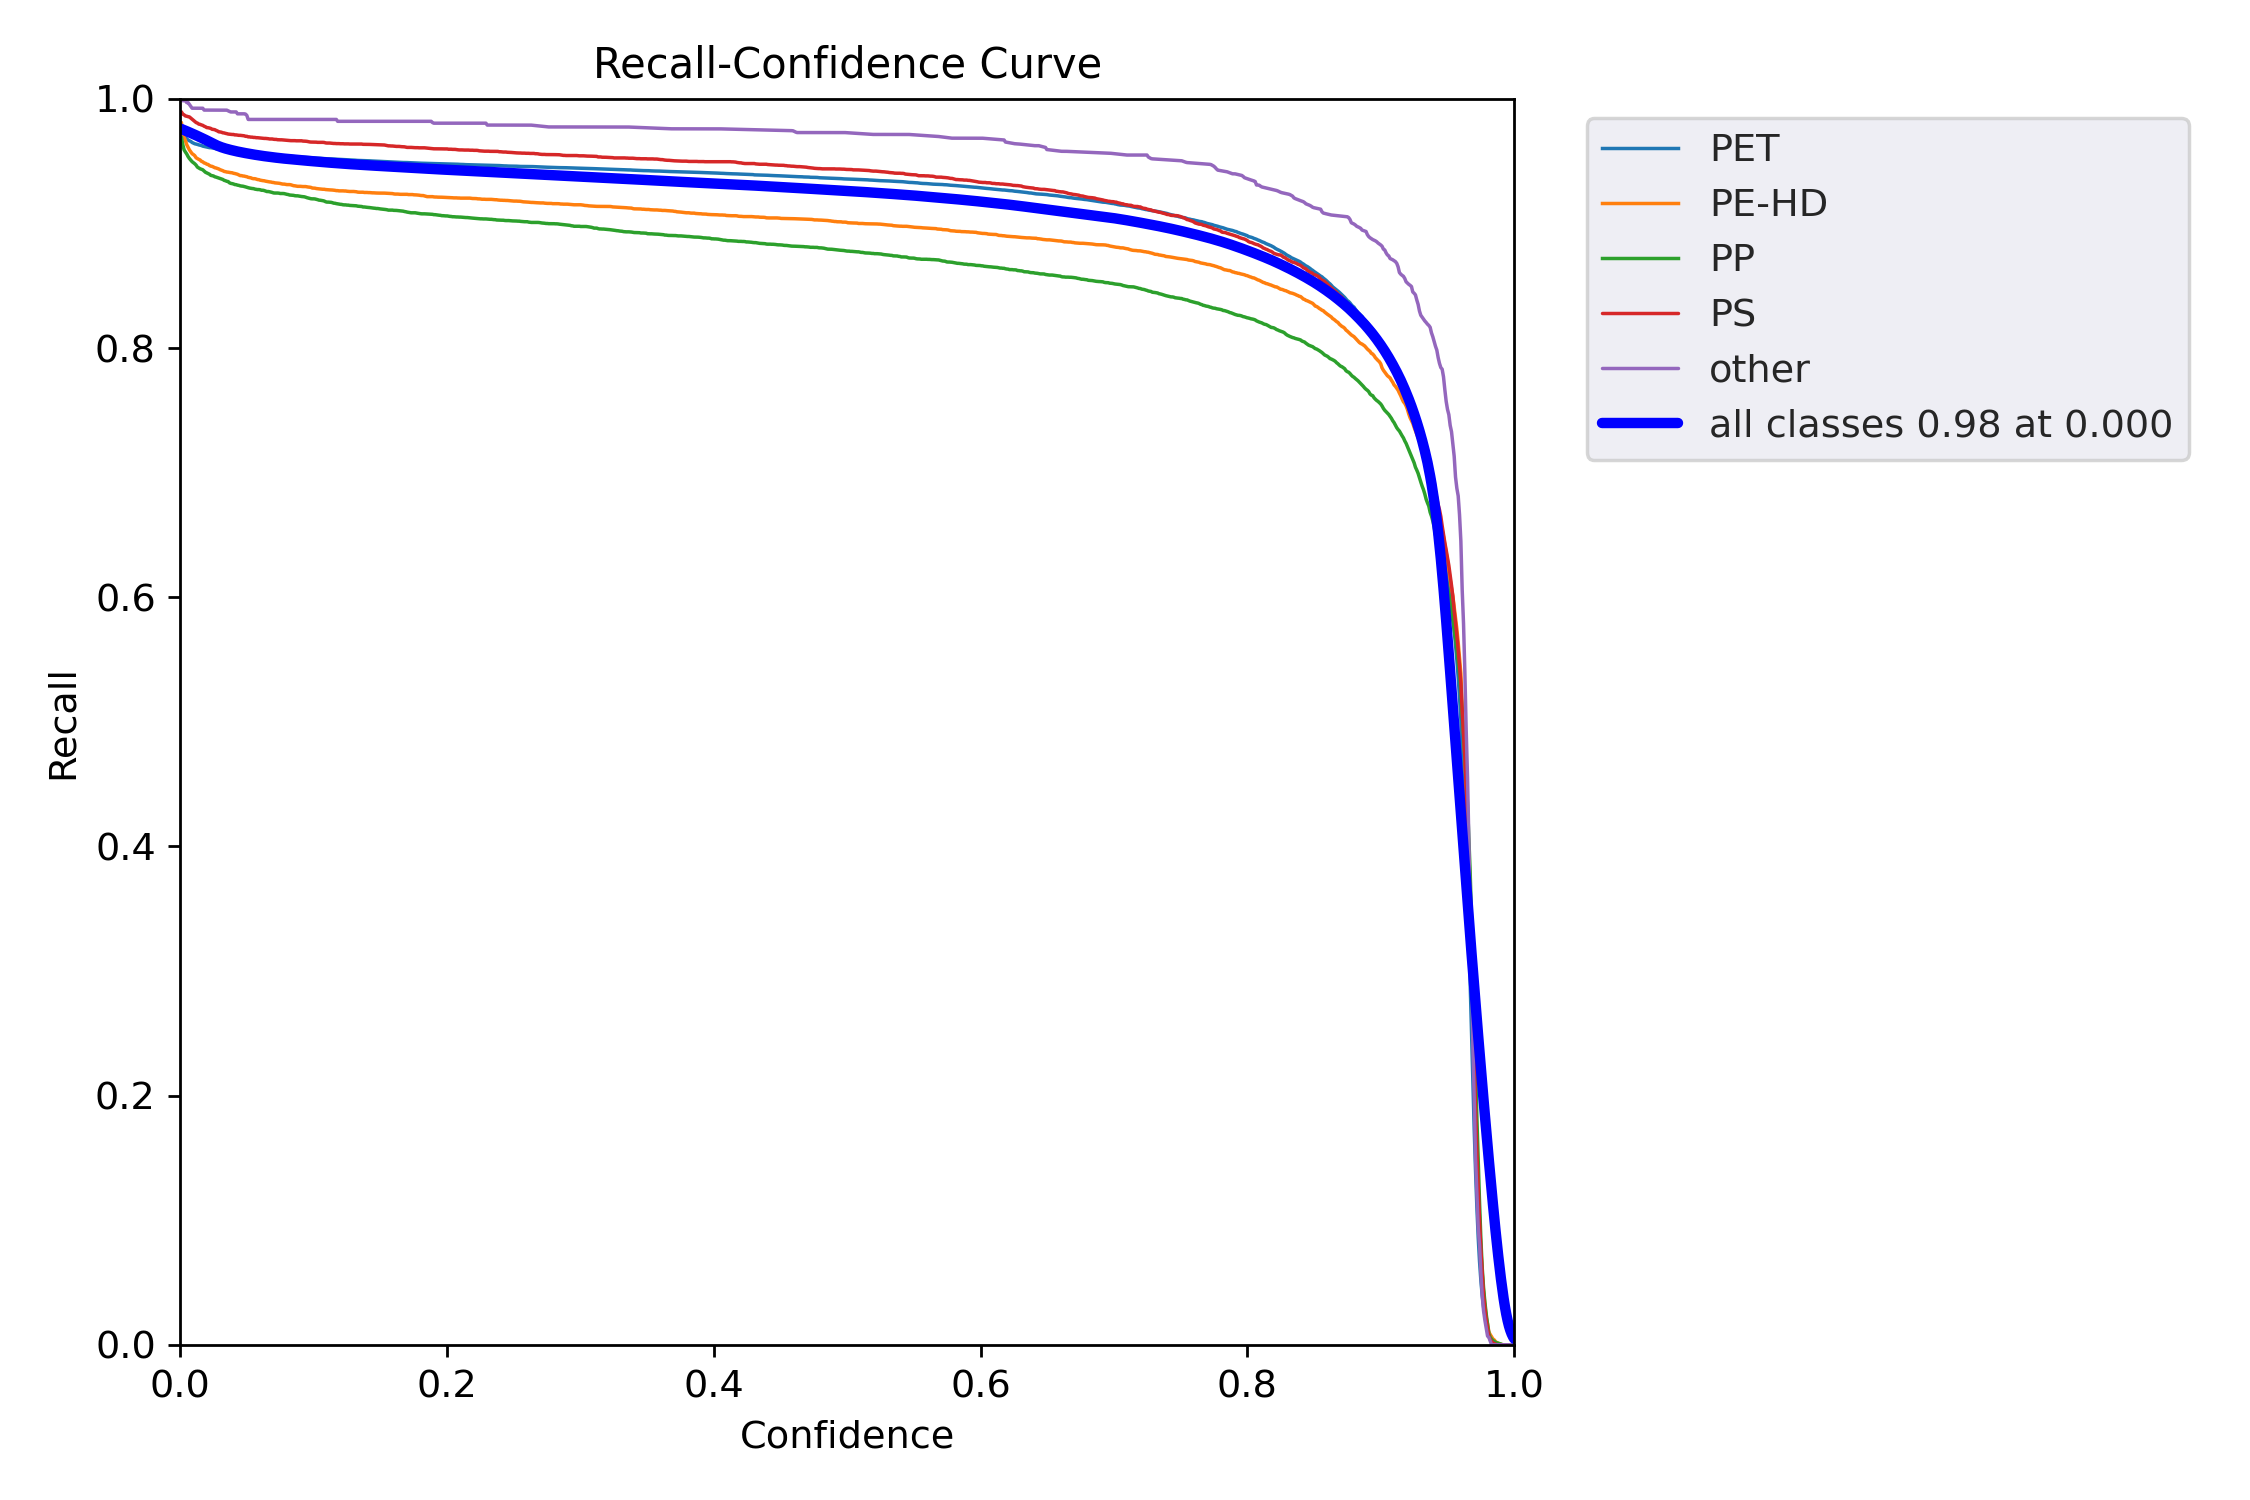 Recall-Confidence Curve
1.0
0.8
0.6
0.4
0.2
0.0
Recall
0.0 0.2 0.4 0.6 0.8 1.0
Confidence
PET
PE-HD
PP
PS
other
all classes 0.98 at 0.000